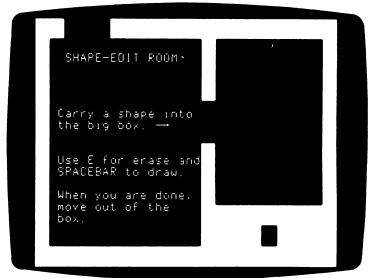 SHAPE-EDIT ROOM
Carry a shape into
the big box. →
Use E for erase and
SPACEBAR to draw.
When you are done,
move out of the
box.